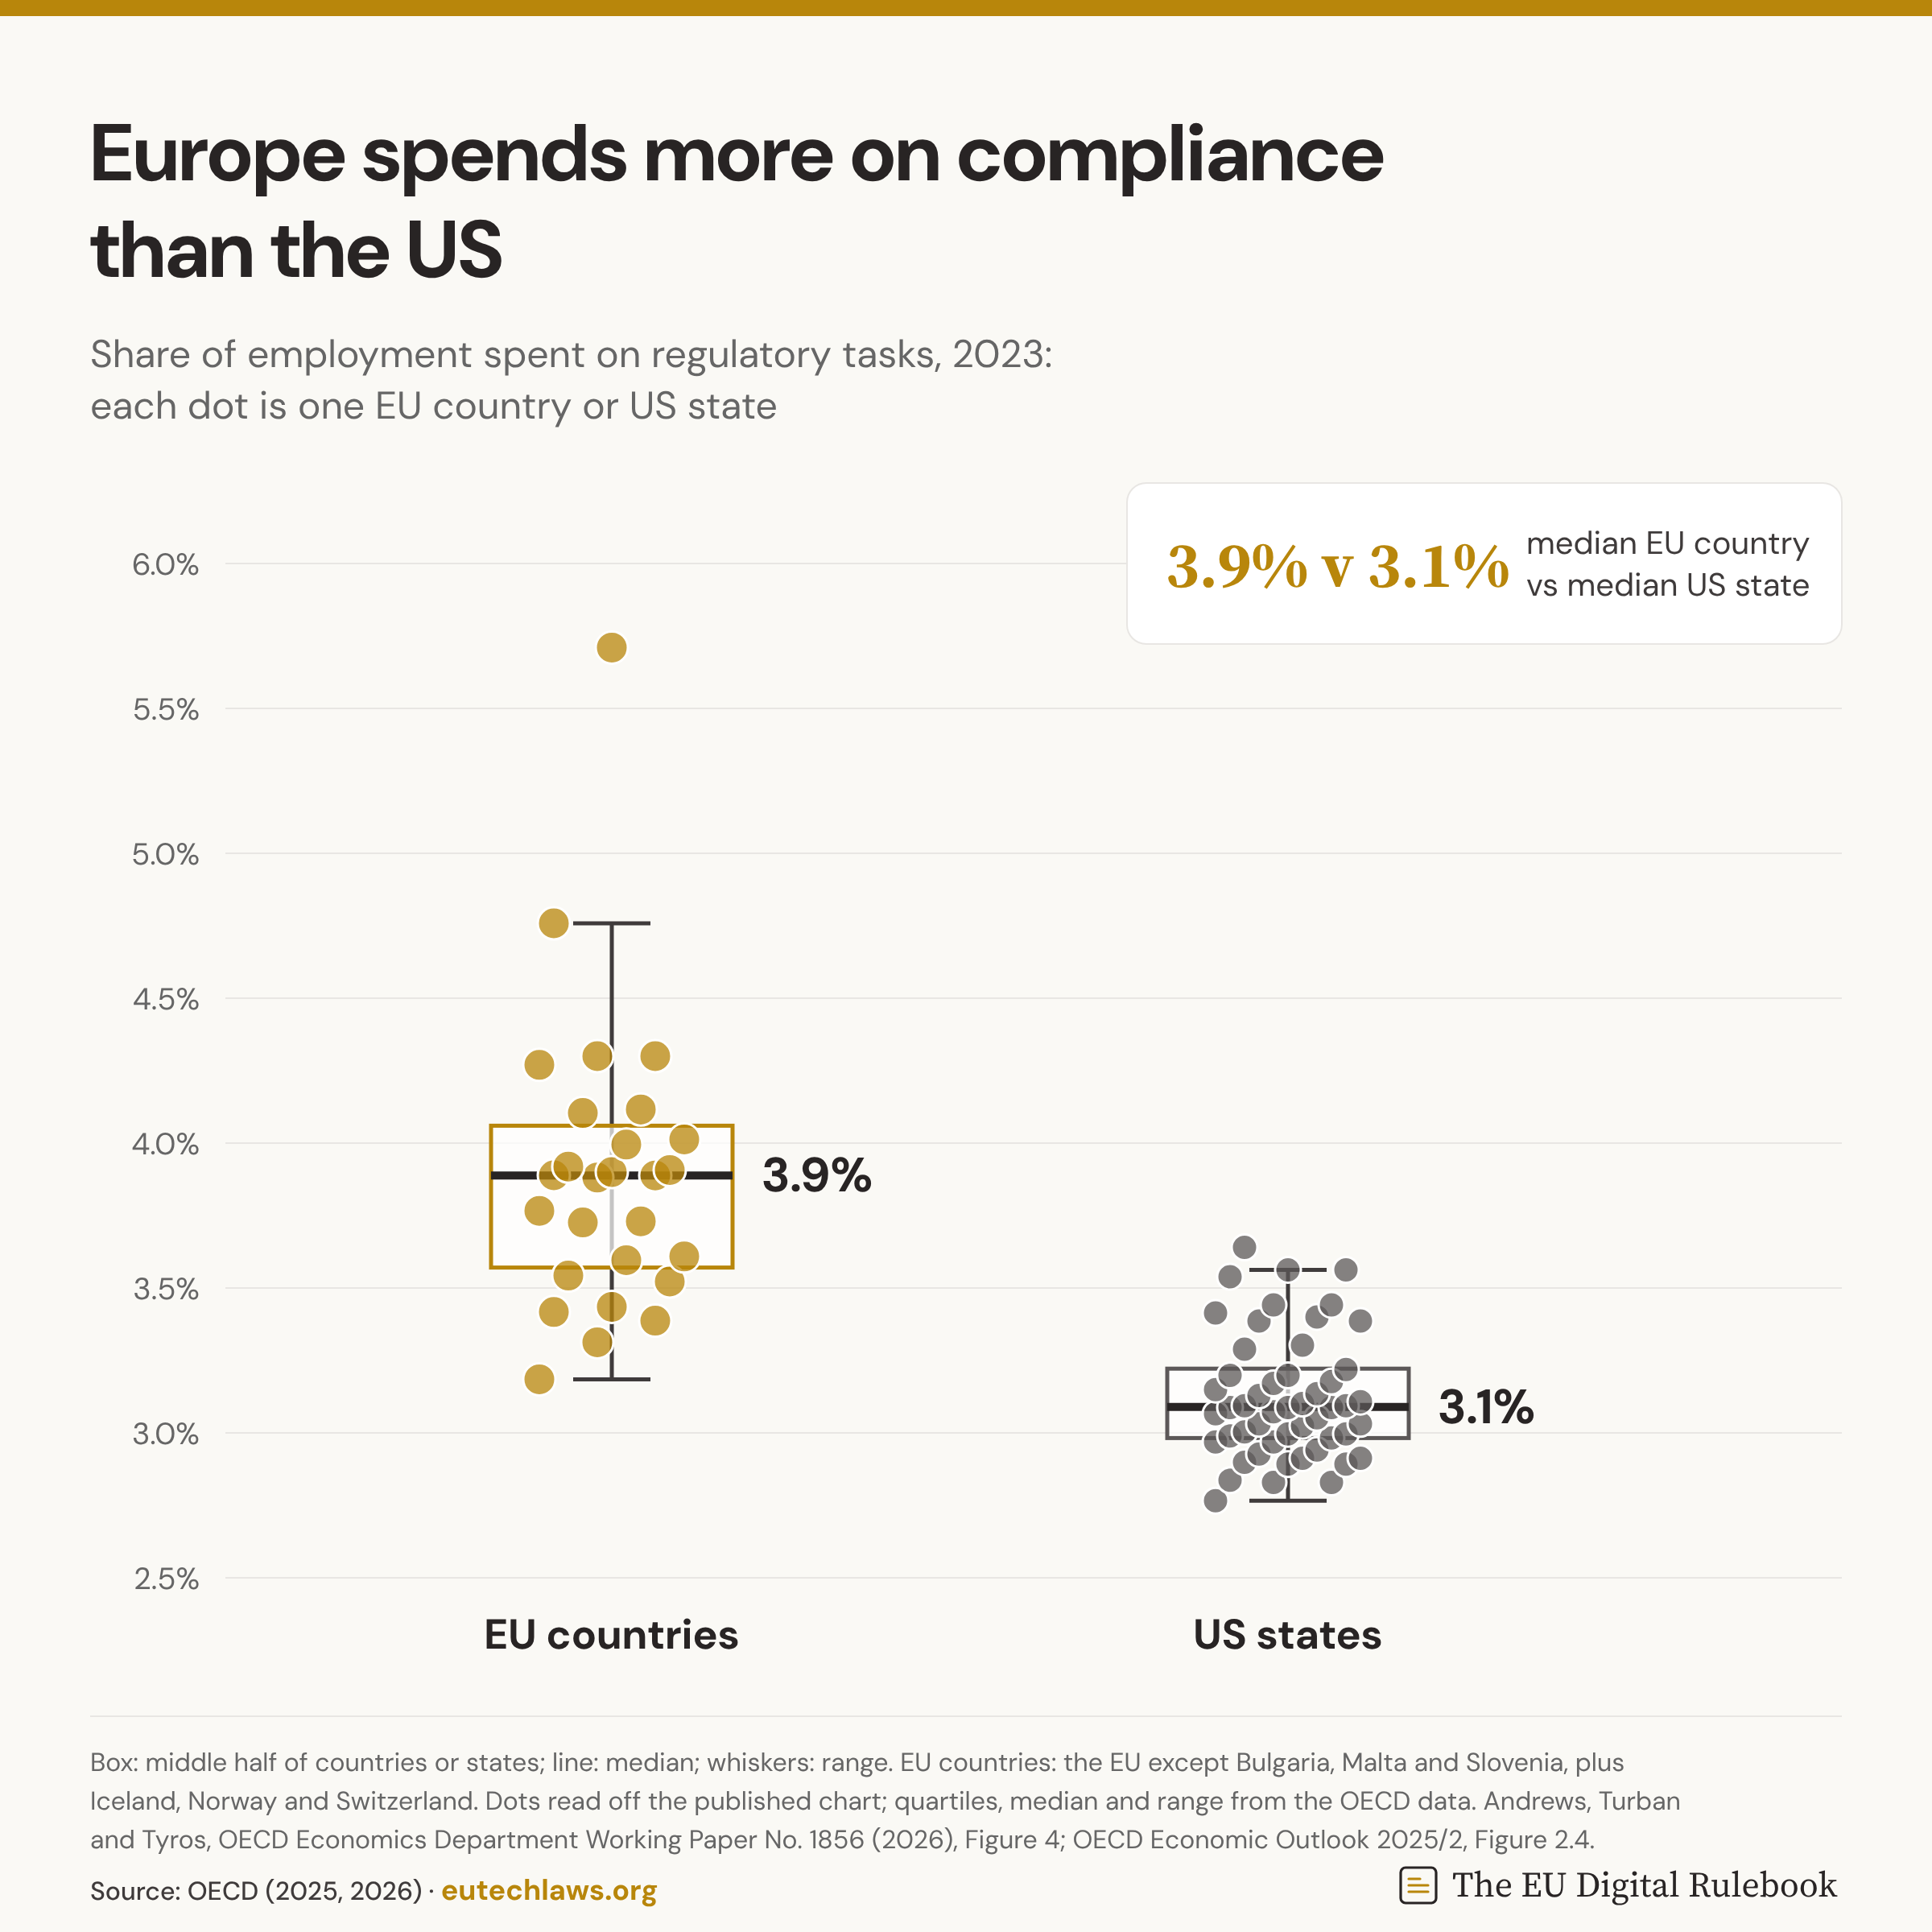 Europe spends more on compliance
than the US
Share of employment spent on regulatory tasks, 2023:
each dot is one EU country or US state
3.9% v 3.1%
median EU country
vs median US state
6.0%
5.5%
5.0%
4.5%
4.0%
3.5%
3.0%
2.5%
3.9%
3.1%
EU countries
US states
Box: middle half of countries or states; line: median; whiskers: range. EU countries: the EU except Bulgaria, Malta and Slovenia, plus
Iceland, Norway and Switzerland. Dots read off the published chart; quartiles, median and range from the OECD data. Andrews, Turban
and Tyros, OECD Economics Department Working Paper No. 1856 (2026), Figure 4; OECD Economic Outlook 2025/2, Figure 2.4.
Source: OECD (2025, 2026) · eutechlaws.org
The EU Digital Rulebook